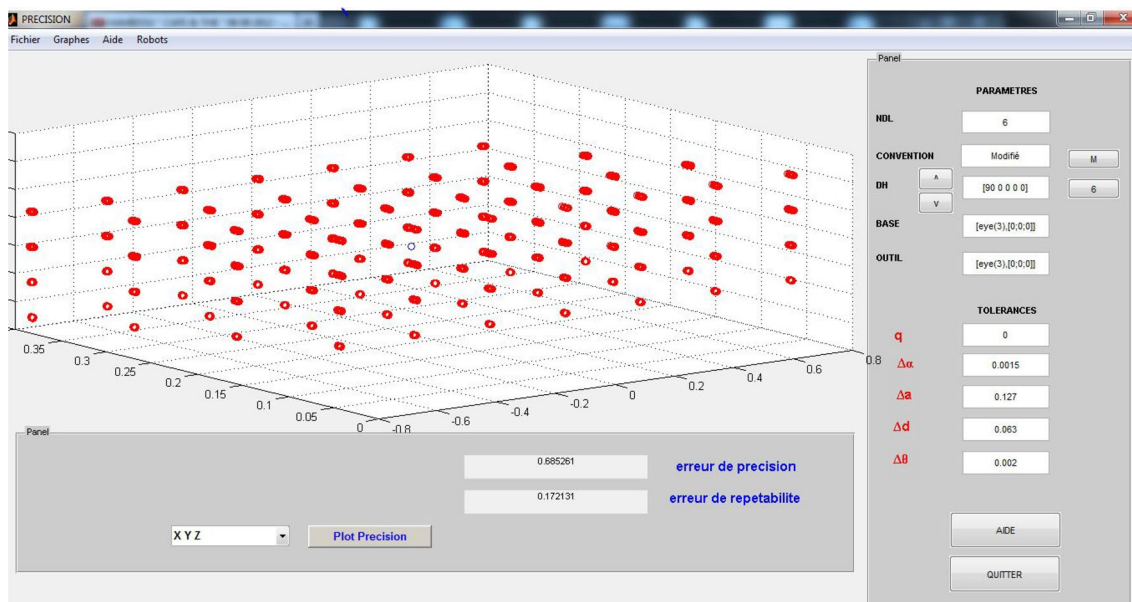 PRECISION
Fichier Graphes Aide Robots
Panel
PARAMETRES
NDL 6
CONVENTION Modifié M
DH ^ v [90 0 0 0 0] 6
BASE [eye(3),[0;0;0]]
OUTIL [eye(3),[0;0;0]]
TOLERANCES
q 0
Δα 0.0015
Δa 0.127
Δd 0.063
Δθ 0.002
AIDE
QUITTER
0.35
0.3
0.25
0.2
0.15
0.1
0.05
0
-0.8
-0.6
-0.4
-0.2
0
0.2
0.4
0.6
0.8
Panel
0.685261 erreur de precision
0.172131 erreur de repetabilite
X Y Z Plot Precision